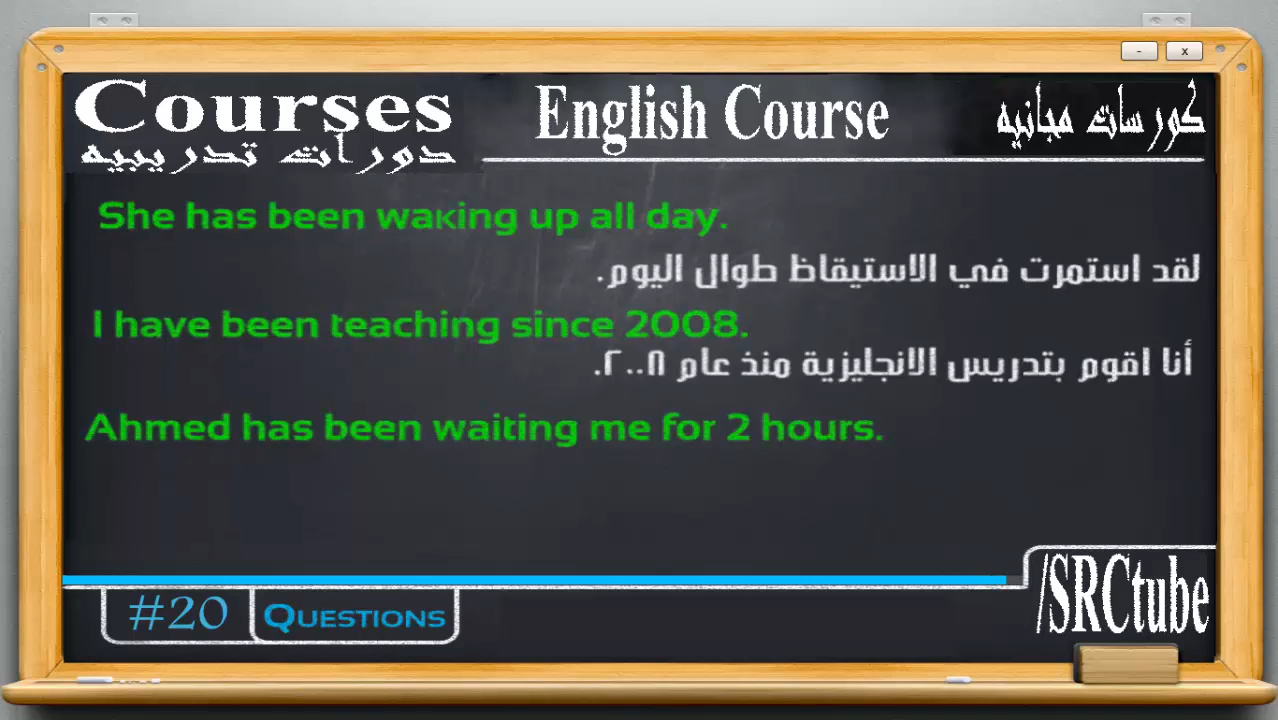 Courses
دورات تدريبيه
English Course
كورسات مجانيه
She has been waking up all day.
لقد استمرت في الاستيقاظ طوال اليوم.
I have been teaching since 2008.
أنا اقوم بتدريس الانجليزية منذ عام ٢٠٠٨.
Ahmed has been waiting me for 2 hours.
#20
QUESTIONS
/SRCtube
-
x